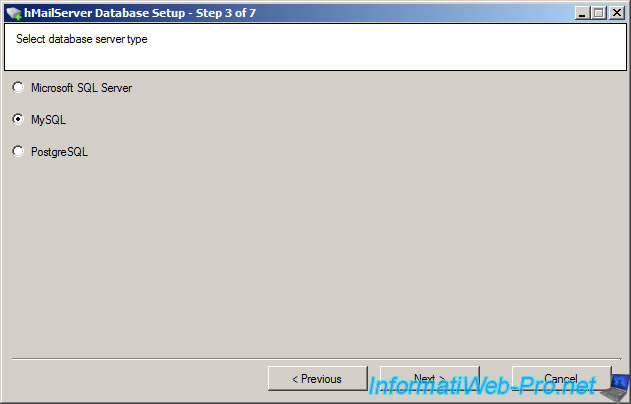 hMailServer Database Setup - Step 3 of 7
Select database server type
Microsoft SQL Server
MySQL
PostgreSQL
< Previous
Next >
Cancel
InformatiWeb-Pro.net